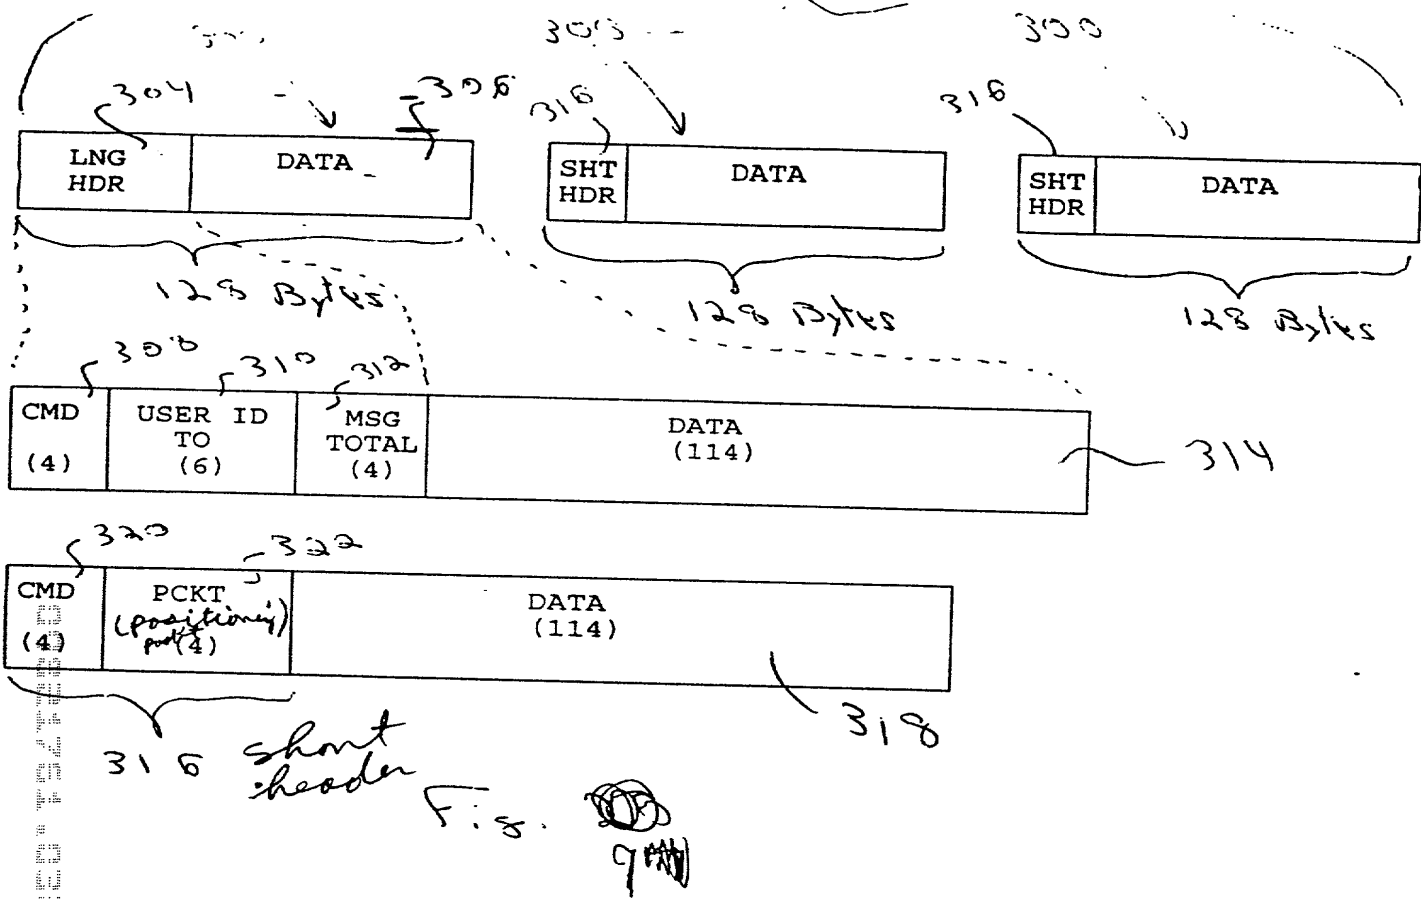 300
304
306
316
316
LNG
HDR
DATA
SHT
HDR
DATA
SHT
HDR
DATA
128 Bytes
128 Bytes
128 Bytes
310
312
CMD
(4)
USER ID
TO
(6)
MSG
TOTAL
(4)
DATA
(114)
314
320
322
CMD
(4)
PCKT
(positioning)
(4)
DATA
(114)
318
316 short
header
Fig.
9